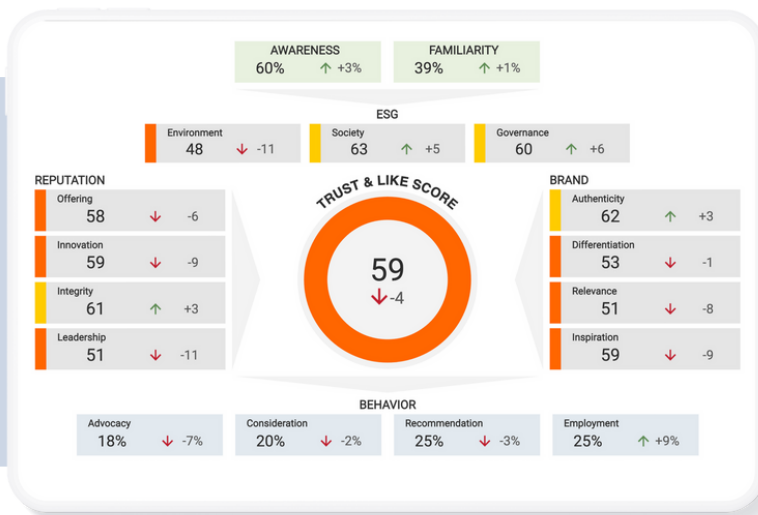 AWARENESS
60% ↑ +3%
FAMILIARITY
39% ↑ +1%
ESG
Environment
48 ↓ -11
Society
63 ↑ +5
Governance
60 ↑ +6
REPUTATION
Offering
58 ↓ -6
Innovation
59 ↓ -9
Integrity
61 ↑ +3
Leadership
51 ↓ -11
TRUST & LIKE SCORE
59
↓ -4
BRAND
Authenticity
62 ↑ +3
Differentiation
53 ↓ -1
Relevance
51 ↓ -8
Inspiration
59 ↓ -9
BEHAVIOR
Advocacy
18% ↓ -7%
Consideration
20% ↓ -2%
Recommendation
25% ↓ -3%
Employment
25% ↑ +9%